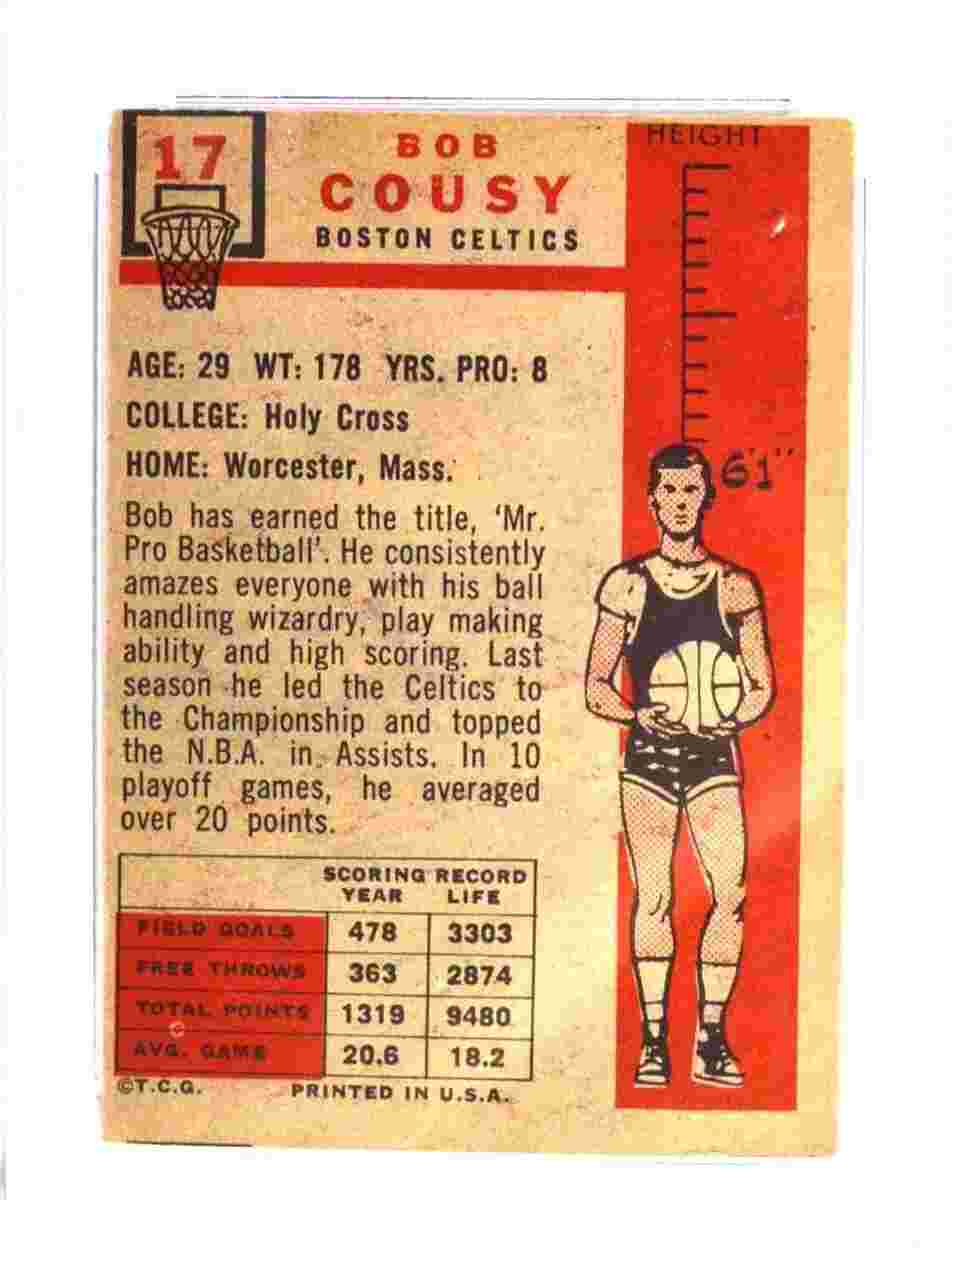 17
BOB
COUSY
BOSTON CELTICS
HEIGHT
AGE: 29 WT: 178 YRS. PRO: 8
COLLEGE: Holy Cross
HOME: Worcester, Mass.
6'1"
Bob has earned the title, 'Mr.
Pro Basketball'. He consistently
amazes everyone with his ball
handling wizardry, play making
ability and high scoring. Last
season he led the Celtics to
the Championship and topped
the N.B.A. in Assists. In 10
playoff games, he averaged
over 20 points.
SCORING RECORD
YEAR LIFE
FIELD GOALS 478 3303
FREE THROWS 363 2874
TOTAL POINTS 1319 9480
AVG. GAME 20.6 18.2
©T.C.G. PRINTED IN U.S.A.